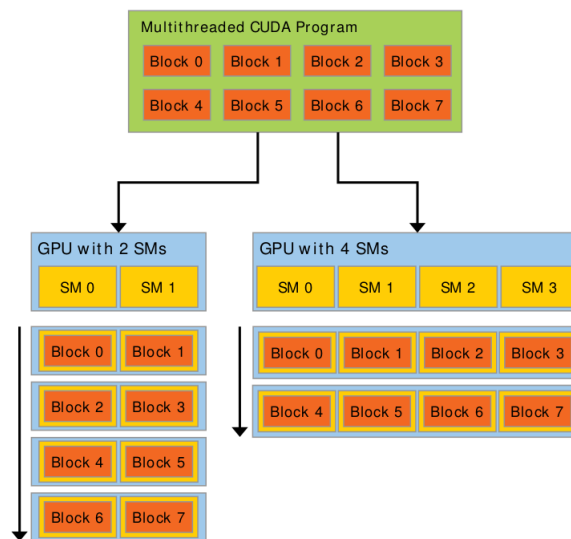 Multithreaded CUDA Program
Block 0 Block 1 Block 2 Block 3
Block 4 Block 5 Block 6 Block 7
GPU with 2 SMs
SM 0 SM 1
Block 0 Block 1
Block 2 Block 3
Block 4 Block 5
Block 6 Block 7
GPU with 4 SMs
SM 0 SM 1 SM 2 SM 3
Block 0 Block 1 Block 2 Block 3
Block 4 Block 5 Block 6 Block 7